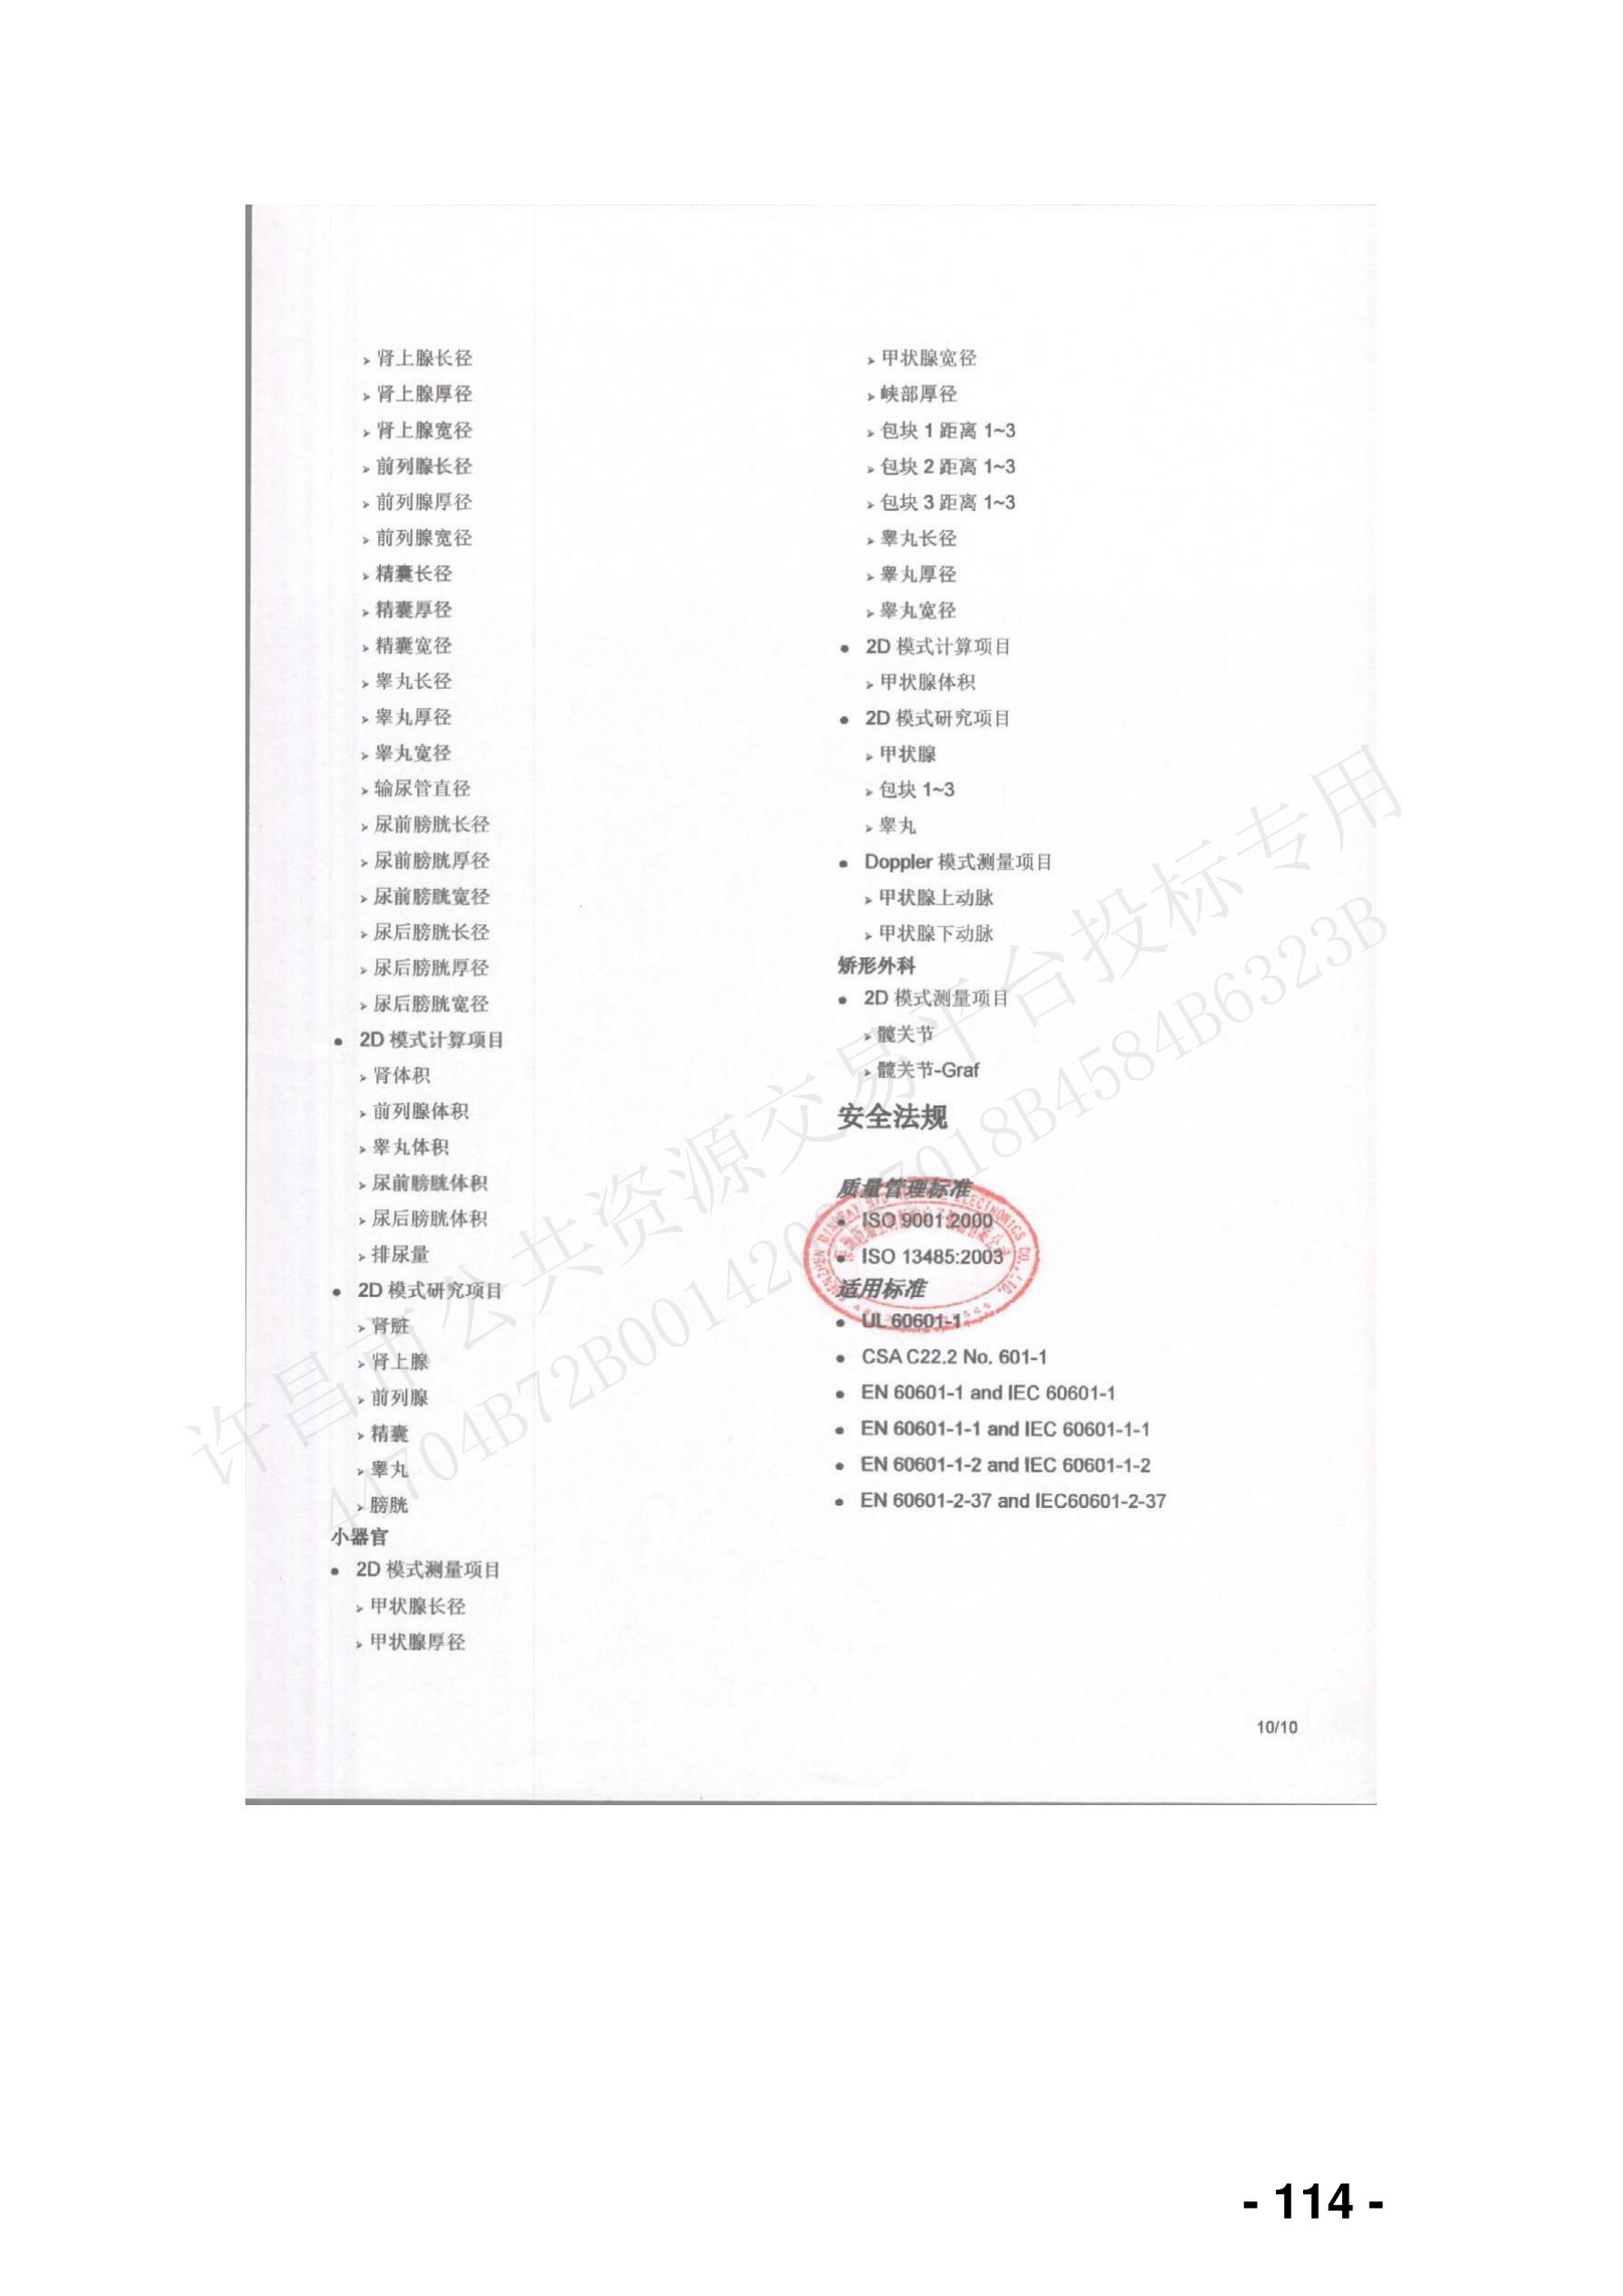 ➢ 肾上腺长径
➢ 肾上腺厚径
➢ 肾上腺宽径
➢ 前列腺长径
➢ 前列腺厚径
➢ 前列腺宽径
➢ 精囊长径
➢ 精囊厚径
➢ 精囊宽径
➢ 睾丸长径
➢ 睾丸厚径
➢ 睾丸宽径
➢ 输尿管直径
➢ 尿前膀胱长径
➢ 尿前膀胱厚径
➢ 尿前膀胱宽径
➢ 尿后膀胱长径
➢ 尿后膀胱厚径
➢ 尿后膀胱宽径
● 2D 模式计算项目
➢ 肾体积
➢ 前列腺体积
➢ 睾丸体积
➢ 尿前膀胱体积
➢ 尿后膀胱体积
➢ 排尿量
● 2D 模式研究项目
➢ 肾脏
➢ 肾上腺
➢ 前列腺
➢ 精囊
➢ 睾丸
➢ 膀胱
小器官
● 2D 模式测量项目
➢ 甲状腺长径
➢ 甲状腺厚径
➢ 甲状腺宽径
➢ 峡部厚径
➢ 包块 1 距离 1~3
➢ 包块 2 距离 1~3
➢ 包块 3 距离 1~3
➢ 睾丸长径
➢ 睾丸厚径
➢ 睾丸宽径
● 2D 模式计算项目
➢ 甲状腺体积
● 2D 模式研究项目
➢ 甲状腺
➢ 包块 1~3
➢ 睾丸
● Doppler 模式测量项目
➢ 甲状腺上动脉
➢ 甲状腺下动脉
矫形外科
● 2D 模式测量项目
➢ 髋关节
➢ 髋关节-Graf
安全法规
质量管理标准
● ISO 9001:2000
● ISO 13485:2003
适用标准
● UL 60601-1
● CSA C22.2 No. 601-1
● EN 60601-1 and IEC 60601-1
● EN 60601-1-1 and IEC 60601-1-1
● EN 60601-1-2 and IEC 60601-1-2
● EN 60601-2-37 and IEC60601-2-37
10/10
许昌市公共资源交易平台投标专用
- 114 -